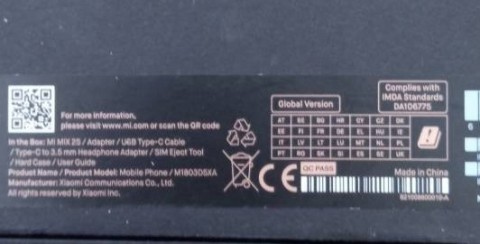 For more information,
please visit www.mi.com or scan the QR code
In the Box: Mi MIX 2S / Adapter / USB Type-C Cable
/ Type-C to 3.5 mm Headphone Adapter / SIM Eject Tool
/ Hard Case / User Guide
Product Name / Product Model: Mobile Phone / M1803D5XA
Manufacturer: Xiaomi Communications Co., Ltd.
All rights reserved by Xiaomi Inc.
Global Version
Complies with
IMDA Standards
DA106775
AT BE BG HR CY CZ DK
EE FI FR DE EL HU IE
IT LV LT LU MT NL PL
PT RO SK SI ES SE UK
CE
QC PASS
Made in China
6